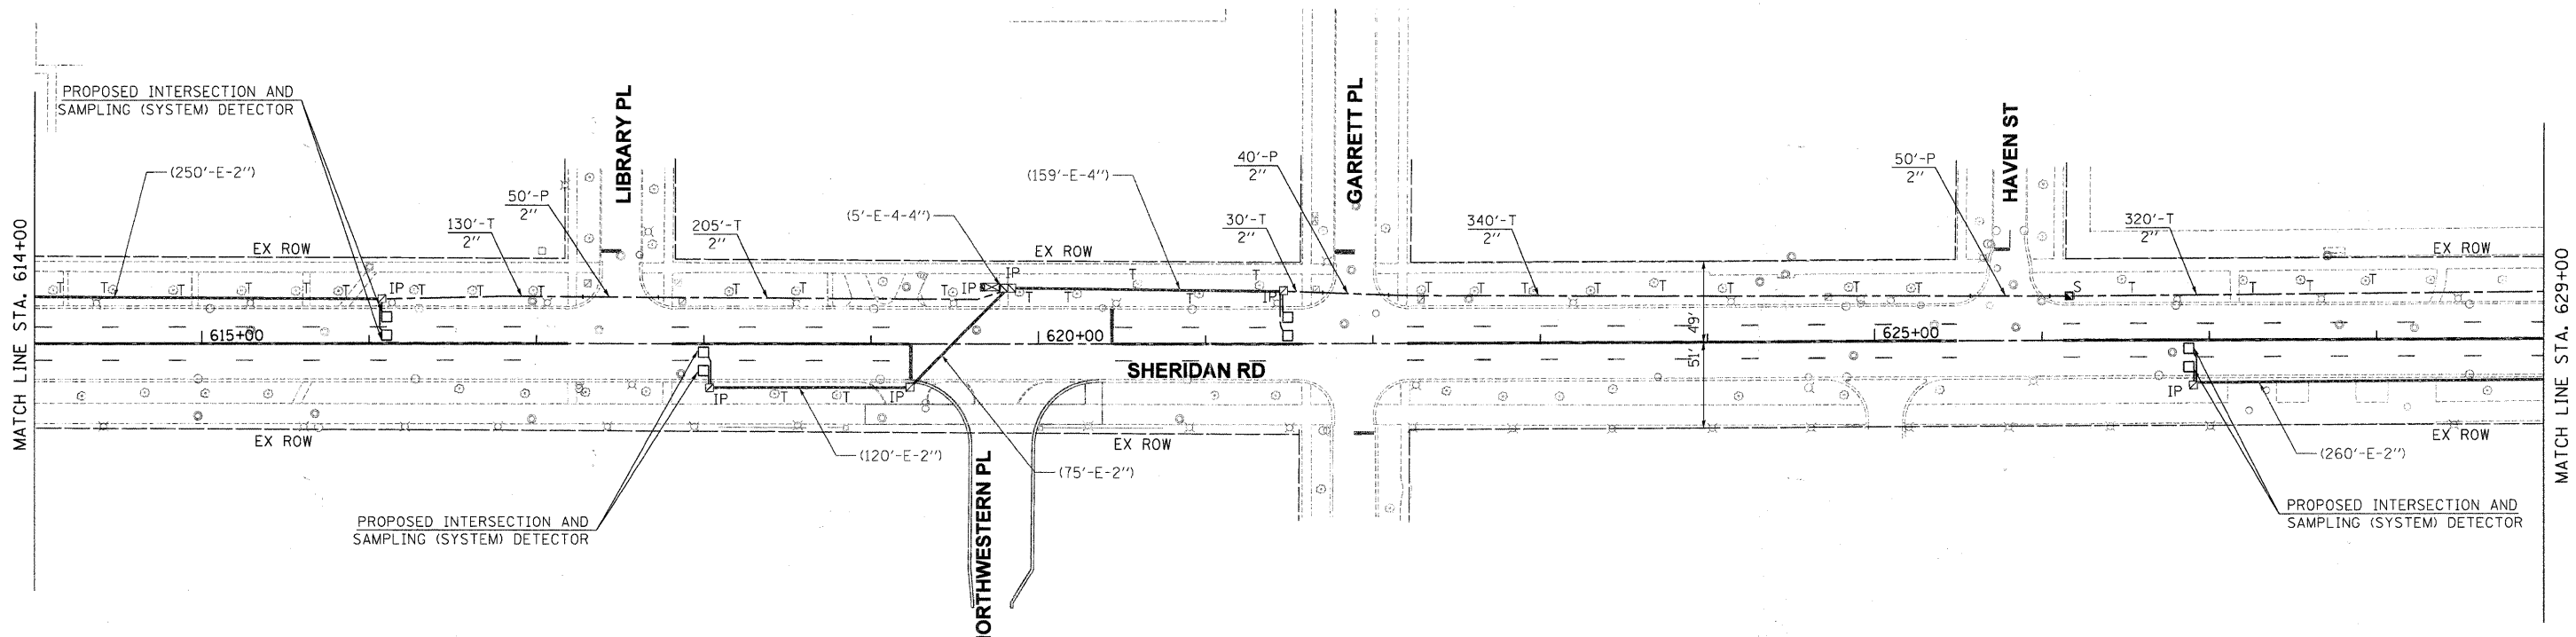 PROPOSED INTERSECTION AND
SAMPLING (SYSTEM) DETECTOR
(250'-E-2'')
MATCH LINE STA. 614+00
EX ROW
130'-T
2''
50'-P
2''
LIBRARY PL
205'-T
2''
(5'-E-4-4'')
(159'-E-4'')
EX ROW
30'-T
2''
40'-P
2''
GARRETT PL
340'-T
2''
50'-P
2''
HAVEN ST
320'-T
2''
EX ROW
MATCH LINE STA. 629+00
T T T T T T IP T T T T T T T IP IP T T T T T T IP T T T T T T T T S T T T T
615+00
620+00
625+00
49'
51'
SHERIDAN RD
IP T T IP
IP
EX ROW
EX ROW
EX ROW
(120'-E-2'')
(75'-E-2'')
(260'-E-2'')
NORTHWESTERN PL
PROPOSED INTERSECTION AND
SAMPLING (SYSTEM) DETECTOR
PROPOSED INTERSECTION AND
SAMPLING (SYSTEM) DETECTOR